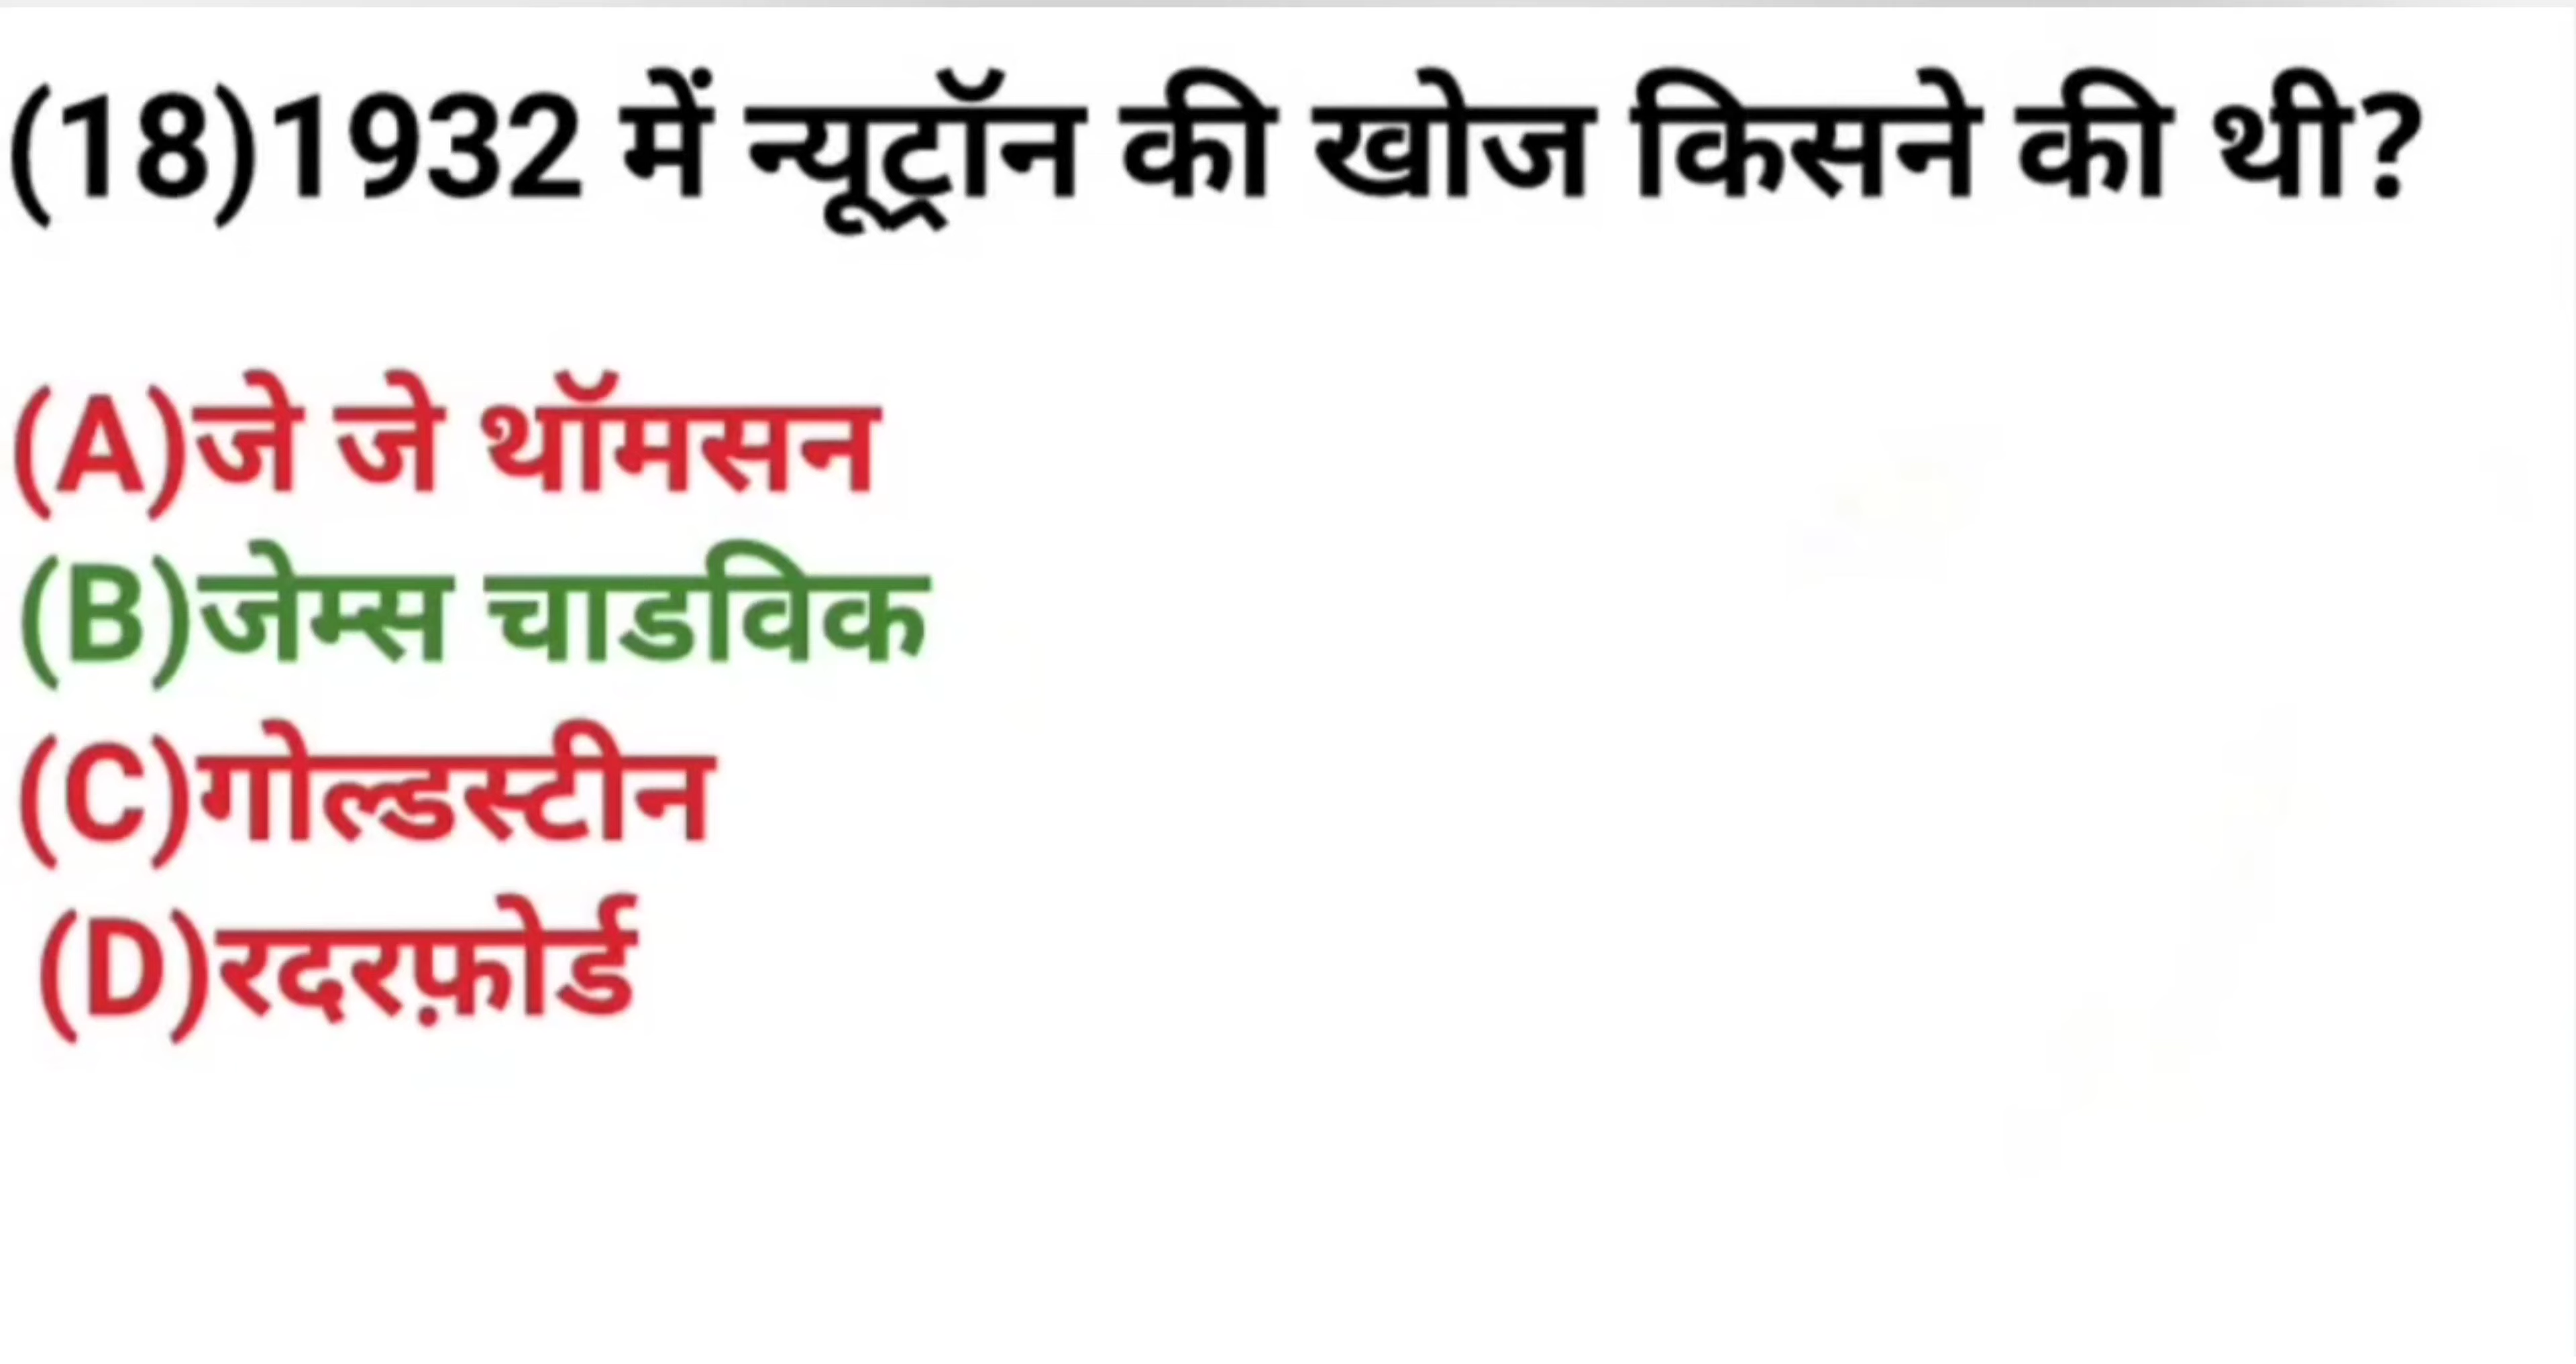 (18)1932 में न्यूट्रॉन की खोज किसने की थी?
(A)जे जे थॉमसन
(B)जेम्स चाडविक
(C)गोल्डस्टीन
(D)रदरफ़ोर्ड